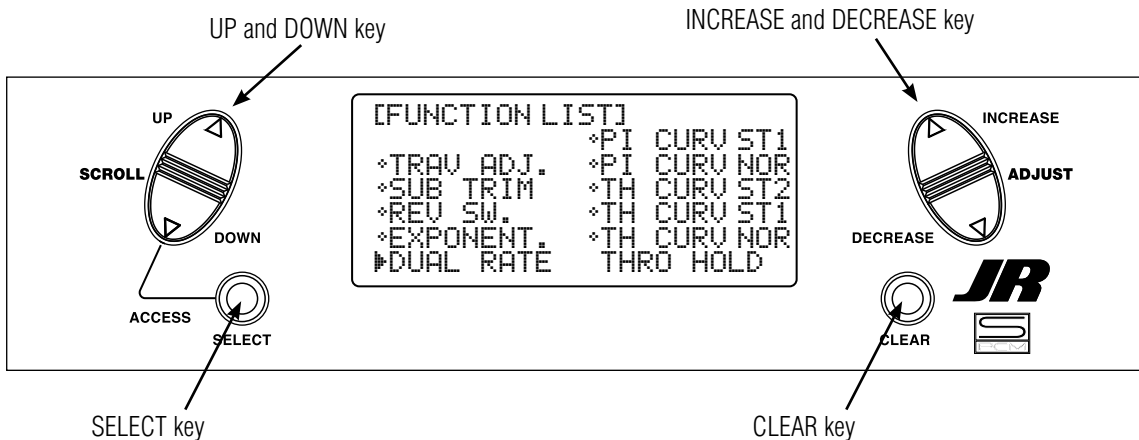 UP and DOWN key
INCREASE and DECREASE key
UP
SCROLL
DOWN
ACCESS
SELECT
[FUNCTION LIST]
PI CURV ST1
TRAV ADJ. PI CURV NOR
SUB TRIM TH CURV ST2
REV SW. TH CURV ST1
EXPONENT. TH CURV NOR
DUAL RATE THRO HOLD
INCREASE
ADJUST
DECREASE
CLEAR
JR
S
PCM
SELECT key
CLEAR key